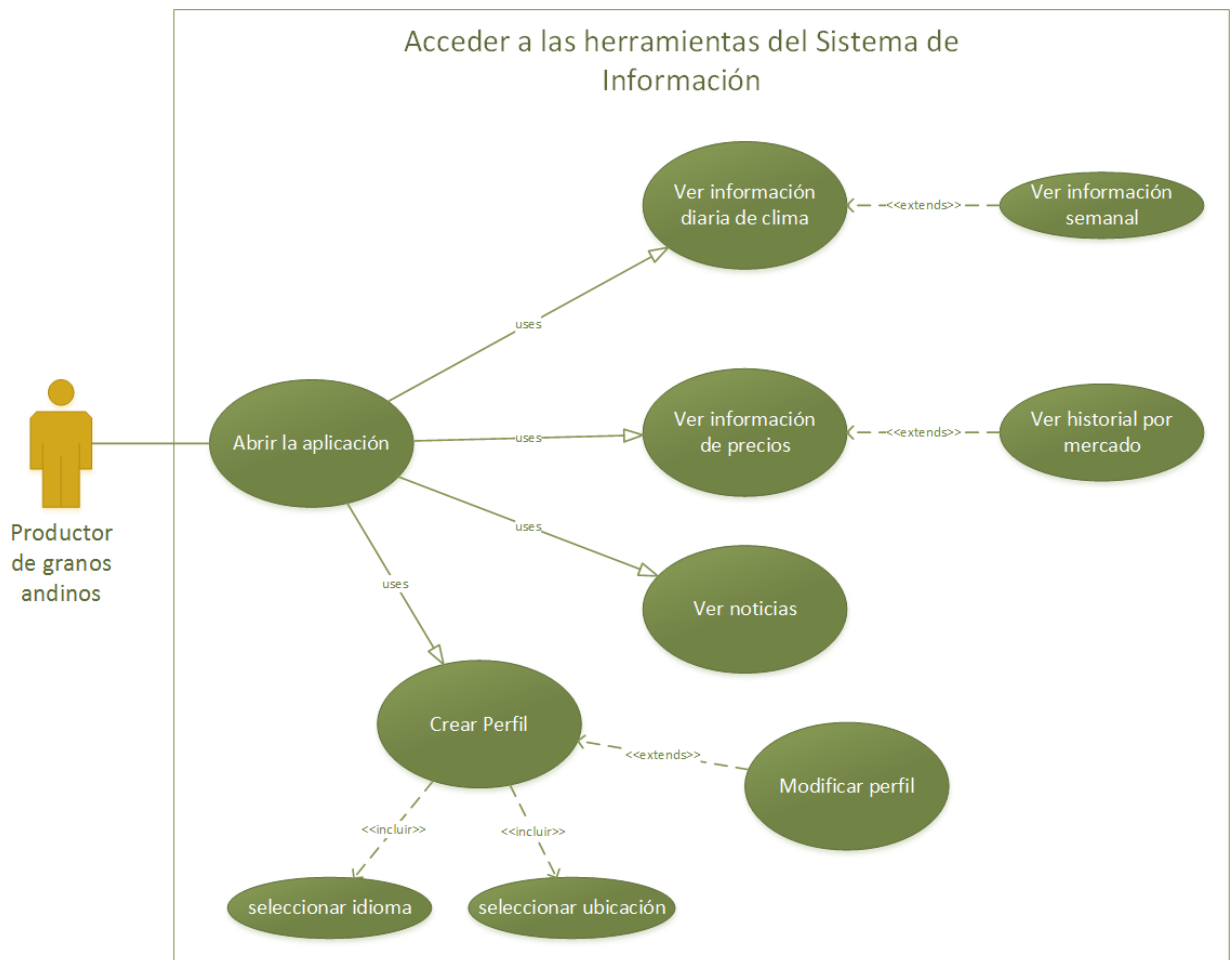 Acceder a las herramientas del Sistema de
Información
Ver información
diaria de clima
<<extends>>
Ver información
semanal
uses
Abrir la aplicación
uses
Ver información
de precios
<<extends>>
Ver historial por
mercado
Productor
de granos
andinos
uses
Ver noticias
uses
Crear Perfil
<<extends>>
Modificar perfil
<<incluir>>
<<incluir>>
seleccionar idioma
seleccionar ubicación